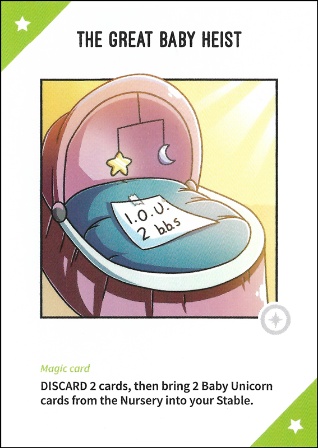 THE GREAT BABY HEIST
I.O.U.
2 b.b.s
Magic card
DISCARD 2 cards, then bring 2 Baby Unicorn
cards from the Nursery into your Stable.